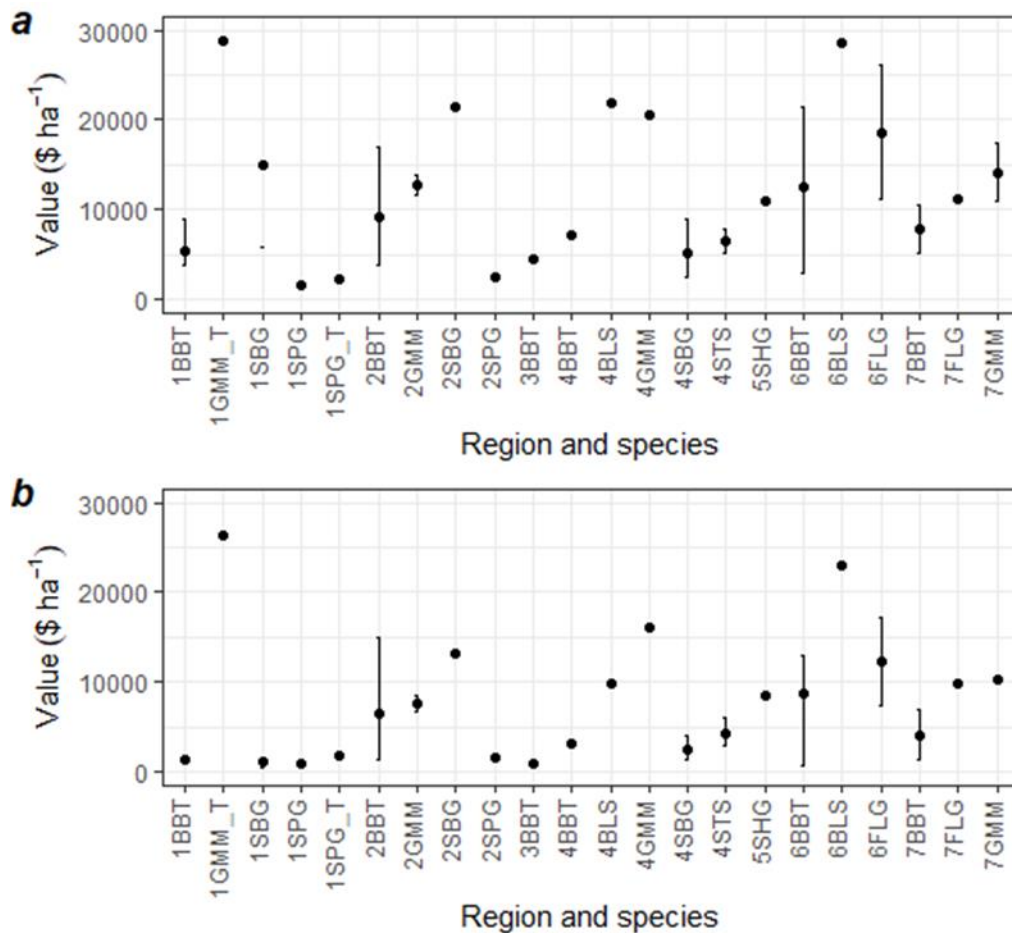 a
Value ($ ha⁻¹)
30000
20000
10000
0
1BBT
1GMM_T
1SBG
1SPG
1SPG_T
2BBT
2GMM
2SBG
2SPG
3BBT
4BBT
4BLS
4GMM
4SBG
4STS
5SHG
6BBT
6BLS
6FLG
7BBT
7FLG
7GMM
Region and species
b
Value ($ ha⁻¹)
30000
20000
10000
0
1BBT
1GMM_T
1SBG
1SPG
1SPG_T
2BBT
2GMM
2SBG
2SPG
3BBT
4BBT
4BLS
4GMM
4SBG
4STS
5SHG
6BBT
6BLS
6FLG
7BBT
7FLG
7GMM
Region and species